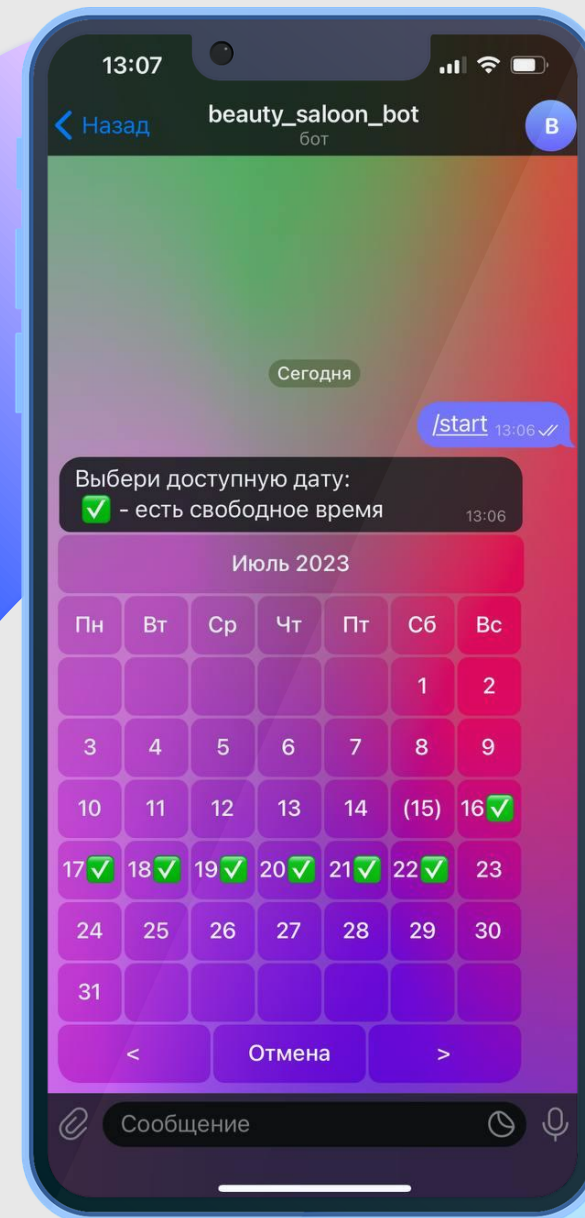 13:07
Назад
beauty_saloon_bot
бот
B
Сегодня
/start 13:06
Выбери доступную дату:
✅ - есть свободное время 13:06
Июль 2023
Пн Вт Ср Чт Пт Сб Вс
1 2
3 4 5 6 7 8 9
10 11 12 13 14 (15) 16✅
17✅ 18✅ 19✅ 20✅ 21✅ 22✅ 23
24 25 26 27 28 29 30
31
< Отмена >
Сообщение